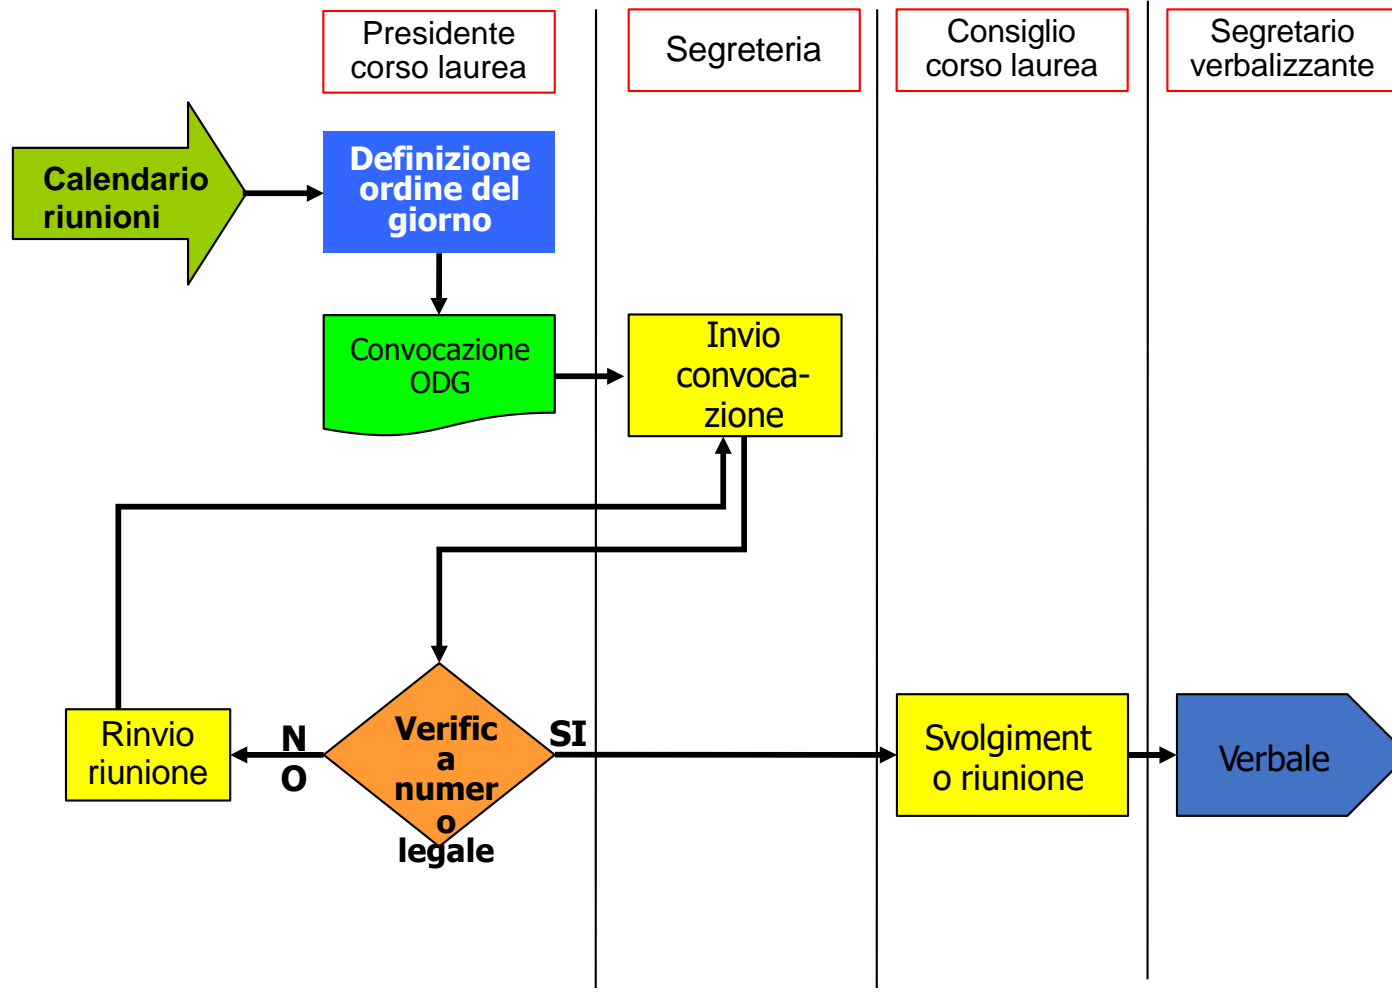 Presidente
corso laurea
Segreteria
Consiglio
corso laurea
Segretario
verbalizzante
Calendario
riunioni
Definizione
ordine del
giorno
Convocazione
ODG
Invio
convoca-
zione
Rinvio
riunione
N
O
Verific
a
numer
o
legale
SI
Svolgiment
o riunione
Verbale